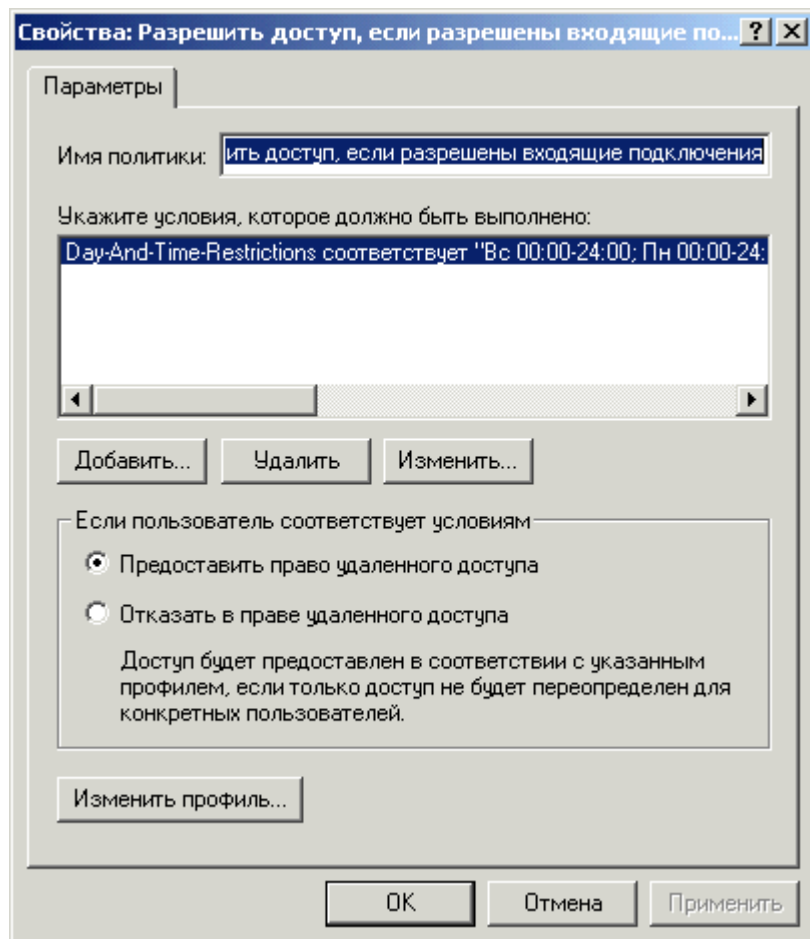 Свойства: Разрешить доступ, если разрешены входящие по...
Параметры
Имя политики: ить доступ, если разрешены входящие подключения
Укажите условия, которое должно быть выполнено:
Day-And-Time-Restrictions соответствует "Вс 00:00-24:00; Пн 00:00-24:
Добавить... Удалить Изменить...
Если пользователь соответствует условиям
Предоставить право удаленного доступа
Отказать в праве удаленного доступа
Доступ будет предоставлен в соответствии с указанным
профилем, если только доступ не будет переопределен для
конкретных пользователей.
Изменить профиль...
OK Отмена Применить